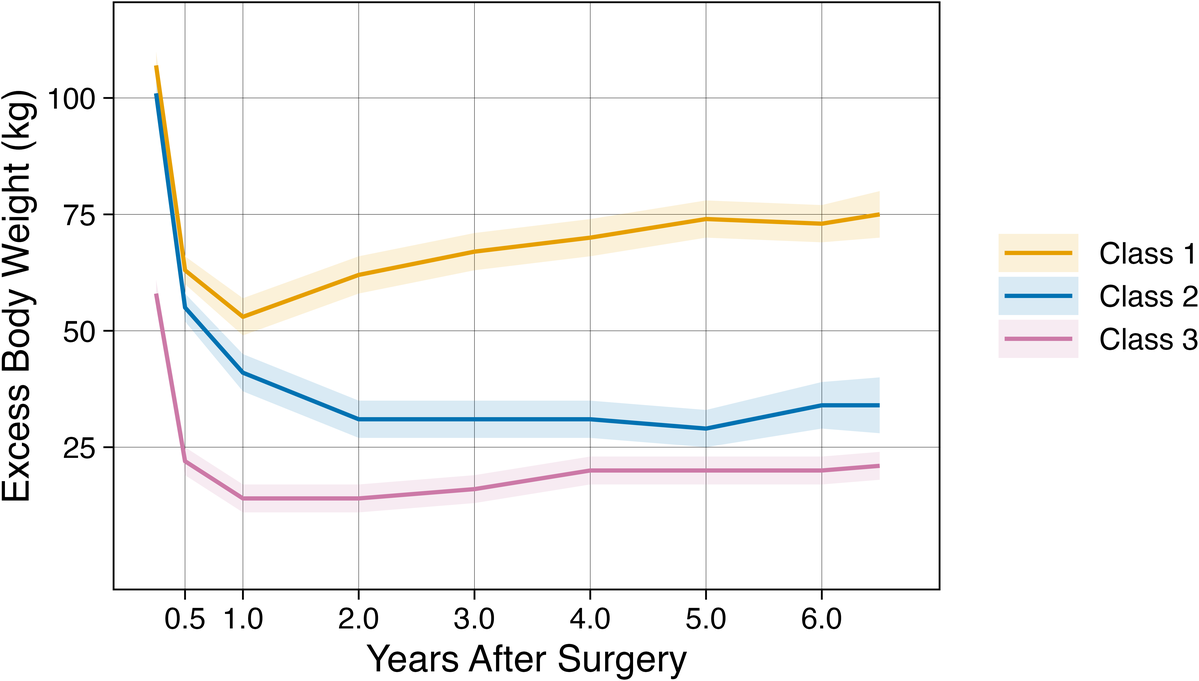 Excess Body Weight (kg)
100
75
50
25
0.5 1.0 2.0 3.0 4.0 5.0 6.0
Years After Surgery
Class 1
Class 2
Class 3